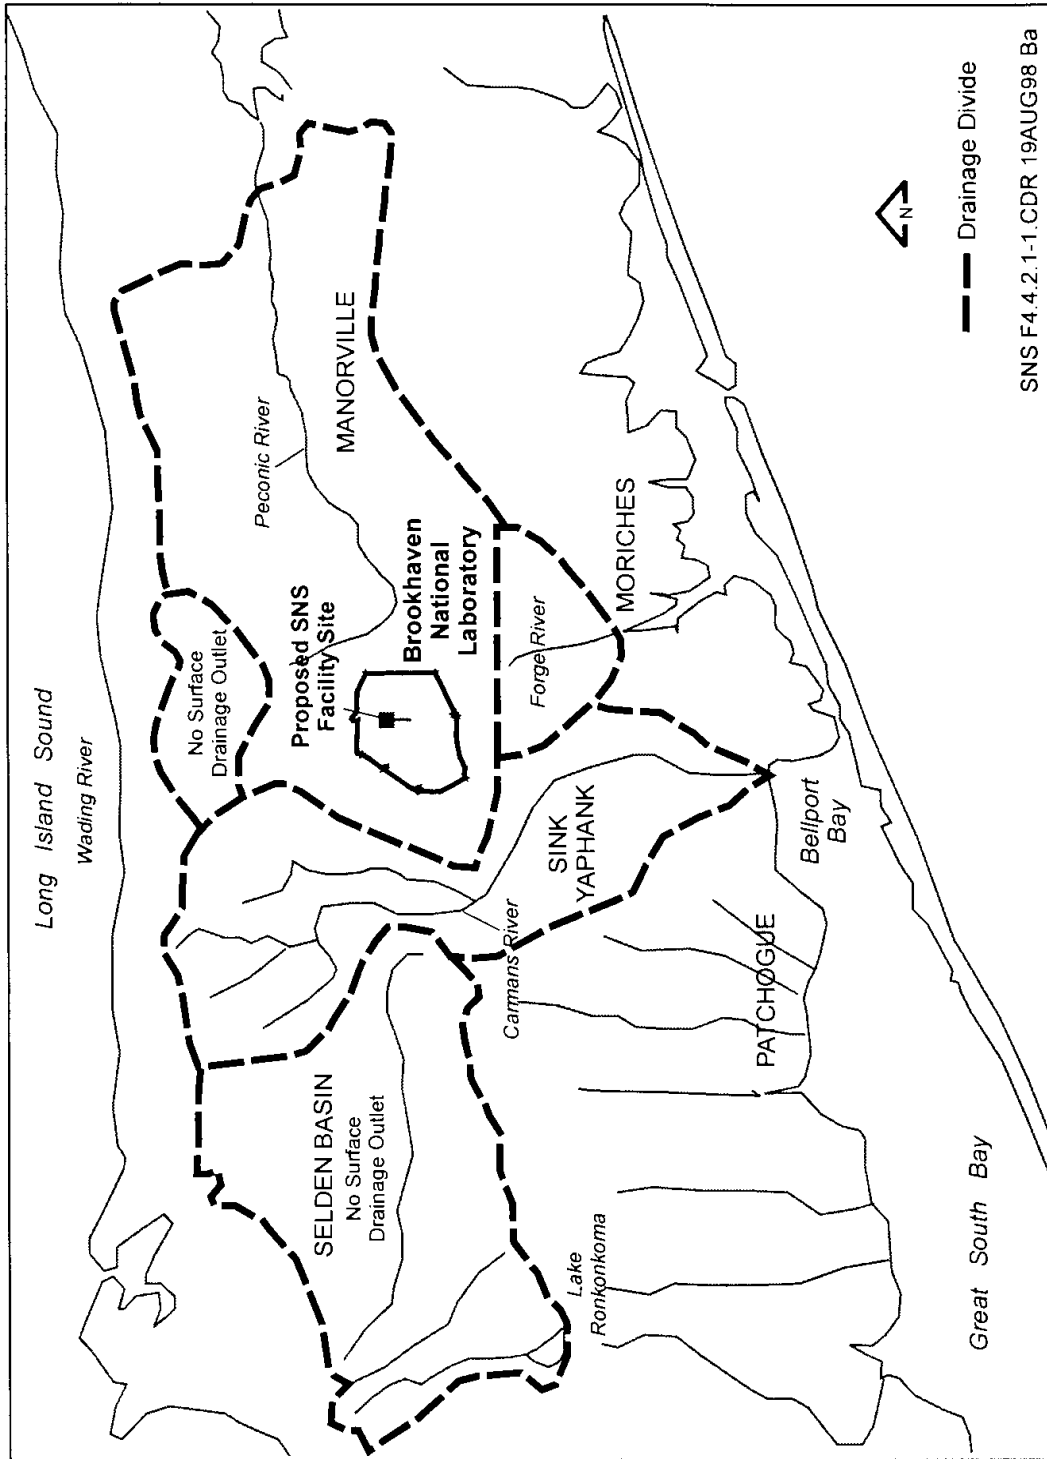 Long Island Sound
Wading River
No Surface
Drainage Outlet
Peconic River
MANORVILLE
Proposed SNS
Facility Site
Brookhaven
National
Laboratory
SELDEN BASIN
No Surface
Drainage Outlet
Carmans River
SINK
YAPHANK
Forge River
MORICHES
Lake
Ronkonkoma
PATCHOGUE
Bellport
Bay
Great South Bay
N
Drainage Divide
SNS F4.4.2.1-1.CDR 19AUG98 Ba